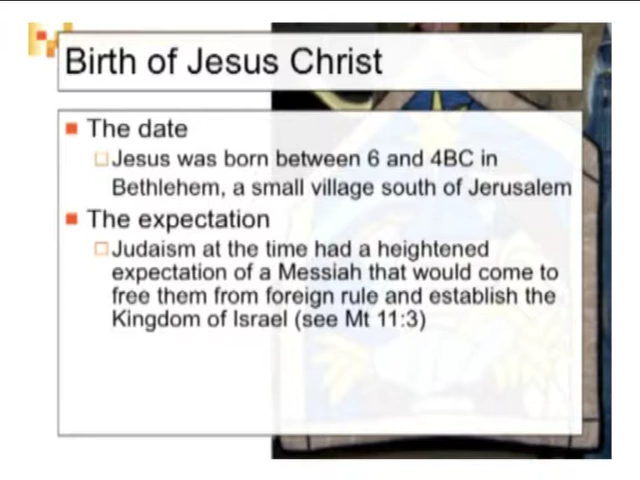 Birth of Jesus Christ
The date
Jesus was born between 6 and 4BC in
Bethlehem, a small village south of Jerusalem
The expectation
Judaism at the time had a heightened
expectation of a Messiah that would come to
free them from foreign rule and establish the
Kingdom of Israel (see Mt 11:3)